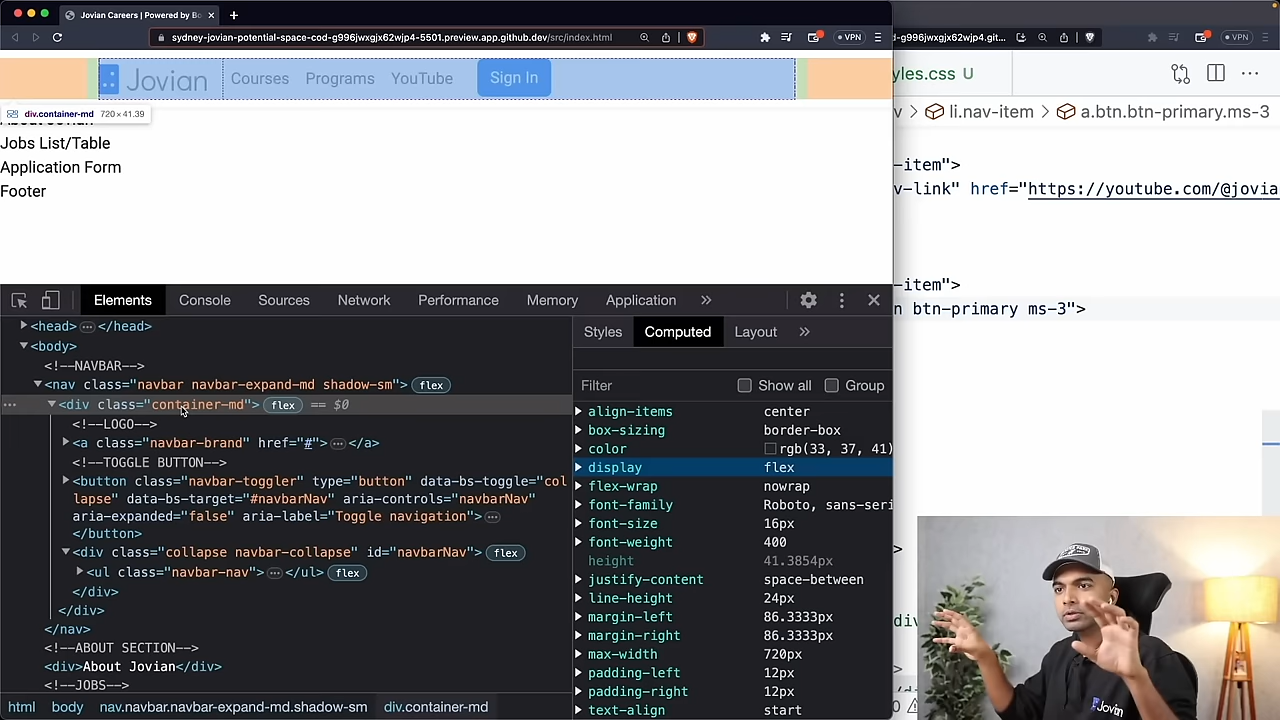 Jovian Careers | Powered by Bo
sydney-jovian-potential-space-cod-g996jwxgjx62wjp4-5501.preview.app.github.dev/src/index.html
VPN
-g996jwxgjx62wjp4.git...
VPN
Jovian
Courses
Programs
YouTube
Sign In
div.container-md 720×41.39
About Jovian
Jobs List/Table
Application Form
Footer
yles.css U
v > li.nav-item > a.btn.btn-primary.ms-3
-item">
v-link" href="https://youtube.com/@jovia
-item">
n btn-primary ms-3">
Elements
Console
Sources
Network
Performance
Memory
Application
<head> ... </head>
<body>
<!--NAVBAR-->
<nav class="navbar navbar-expand-md shadow-sm"> flex
<div class="container-md"> flex == $0
<!--LOGO-->
<a class="navbar-brand" href="#"> ... </a>
<!--TOGGLE BUTTON-->
<button class="navbar-toggler" type="button" data-bs-toggle="col
lapse" data-bs-target="#navbarNav" aria-controls="navbarNav"
aria-expanded="false" aria-label="Toggle navigation"> ...
</button>
<div class="collapse navbar-collapse" id="navbarNav"> flex
<ul class="navbar-nav"> ... </ul> flex
</div>
</div>
</nav>
<!--ABOUT SECTION-->
<div>About Jovian</div>
<!--JOBS-->
html
body
nav.navbar.navbar-expand-md.shadow-sm
div.container-md
Styles
Computed
Layout
Filter
Show all
Group
align-items center
box-sizing border-box
color rgb(33, 37, 41)
display flex
flex-wrap nowrap
font-family Roboto, sans-seri
font-size 16px
font-weight 400
height 41.3854px
justify-content space-between
line-height 24px
margin-left 86.3333px
margin-right 86.3333px
max-width 720px
padding-left 12px
padding-right 12px
text-align start
div
Jovian